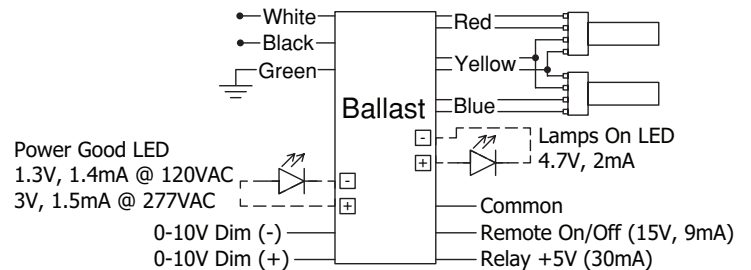 White
Black
Green
Ballast
Red
Yellow
Blue
Power Good LED
1.3V, 1.4mA @ 120VAC
3V, 1.5mA @ 277VAC
-
+
0-10V Dim (-)
0-10V Dim (+)
-
+
Lamps On LED
4.7V, 2mA
Common
Remote On/Off (15V, 9mA)
Relay +5V (30mA)